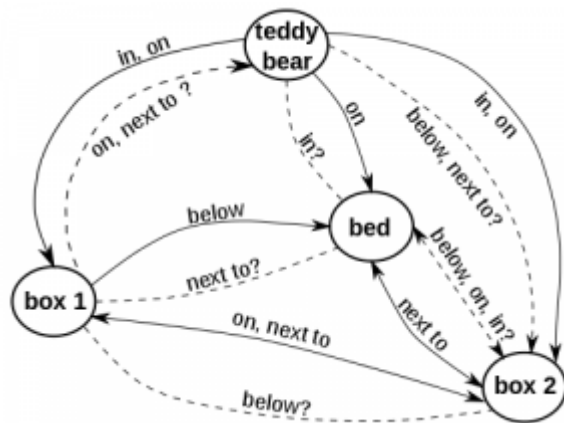 teddy
bear
in, on
on, next to ?
on
in?
in, on
below, next to?
below
bed
next to?
below, on, in?
box 1
next to
on, next to
box 2
below?